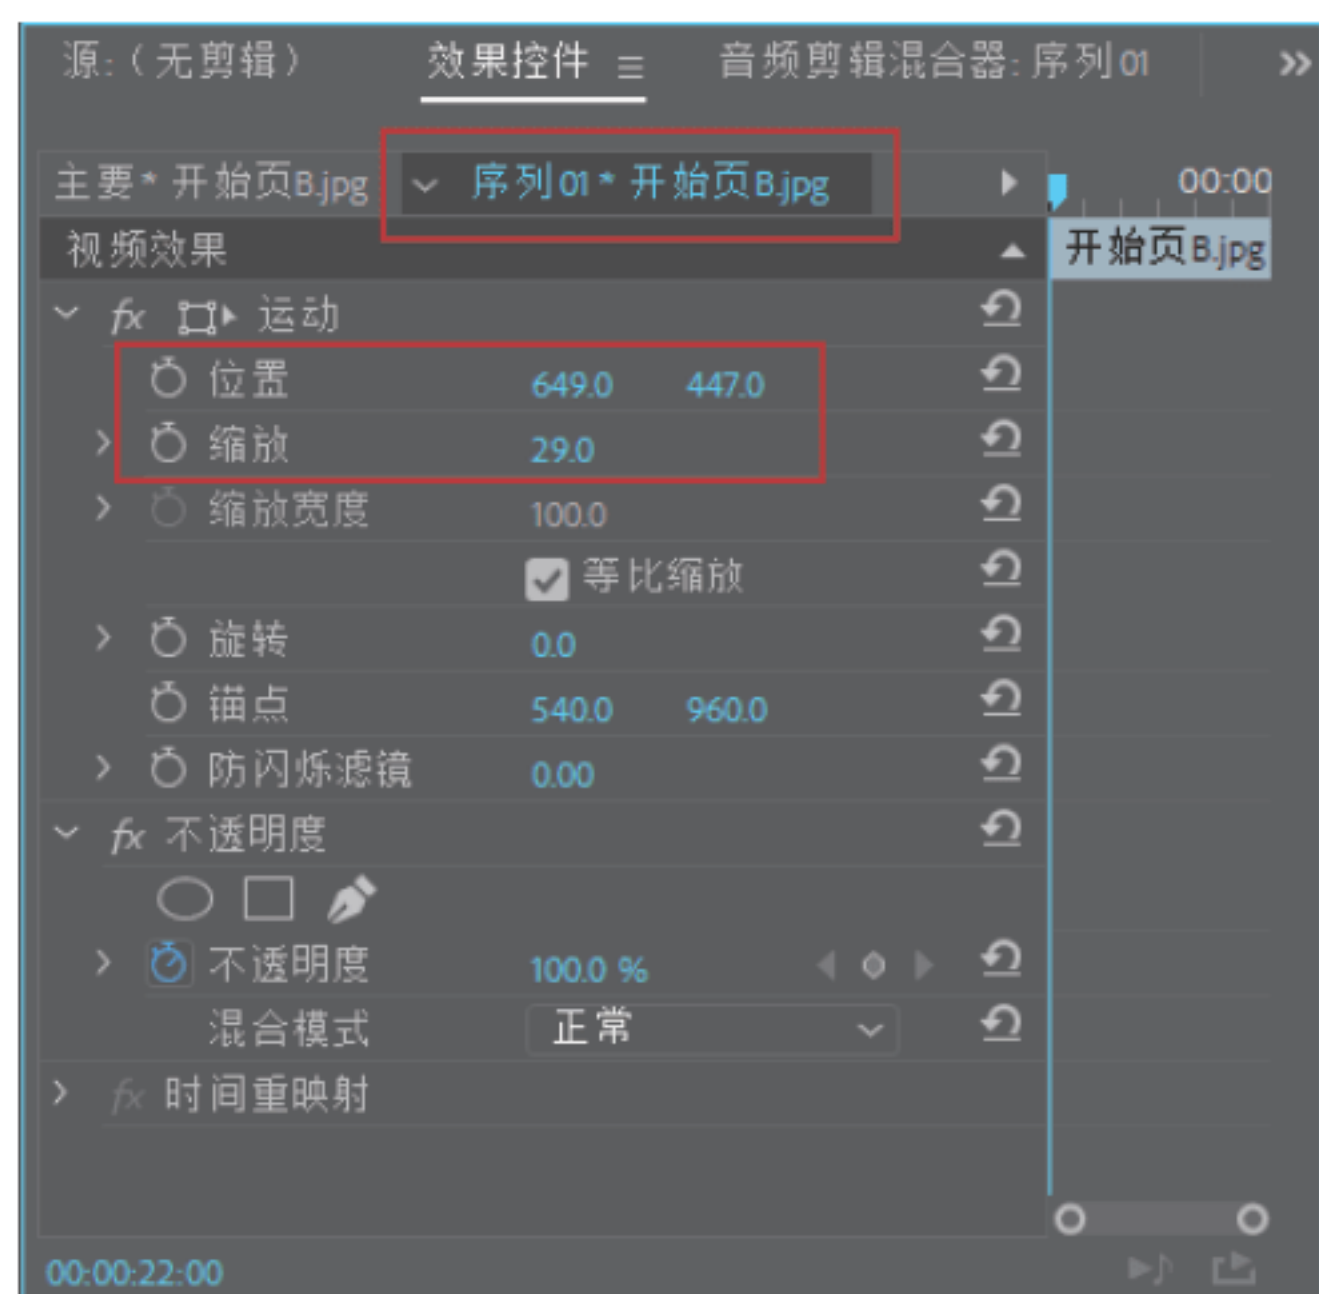 源:（无剪辑） 效果控件 ≡ 音频剪辑混合器: 序列 01 »
主要* 开始页B.jpg 序列 01 * 开始页B.jpg 00:00
视频效果 开始页B.jpg
fx 运动
位置 649.0 447.0
缩放 29.0
缩放宽度 100.0
等比缩放
旋转 0.0
锚点 540.0 960.0
防闪烁滤镜 0.00
fx 不透明度
不透明度 100.0 %
混合模式 正常
fx 时间重映射
00:00:22:00